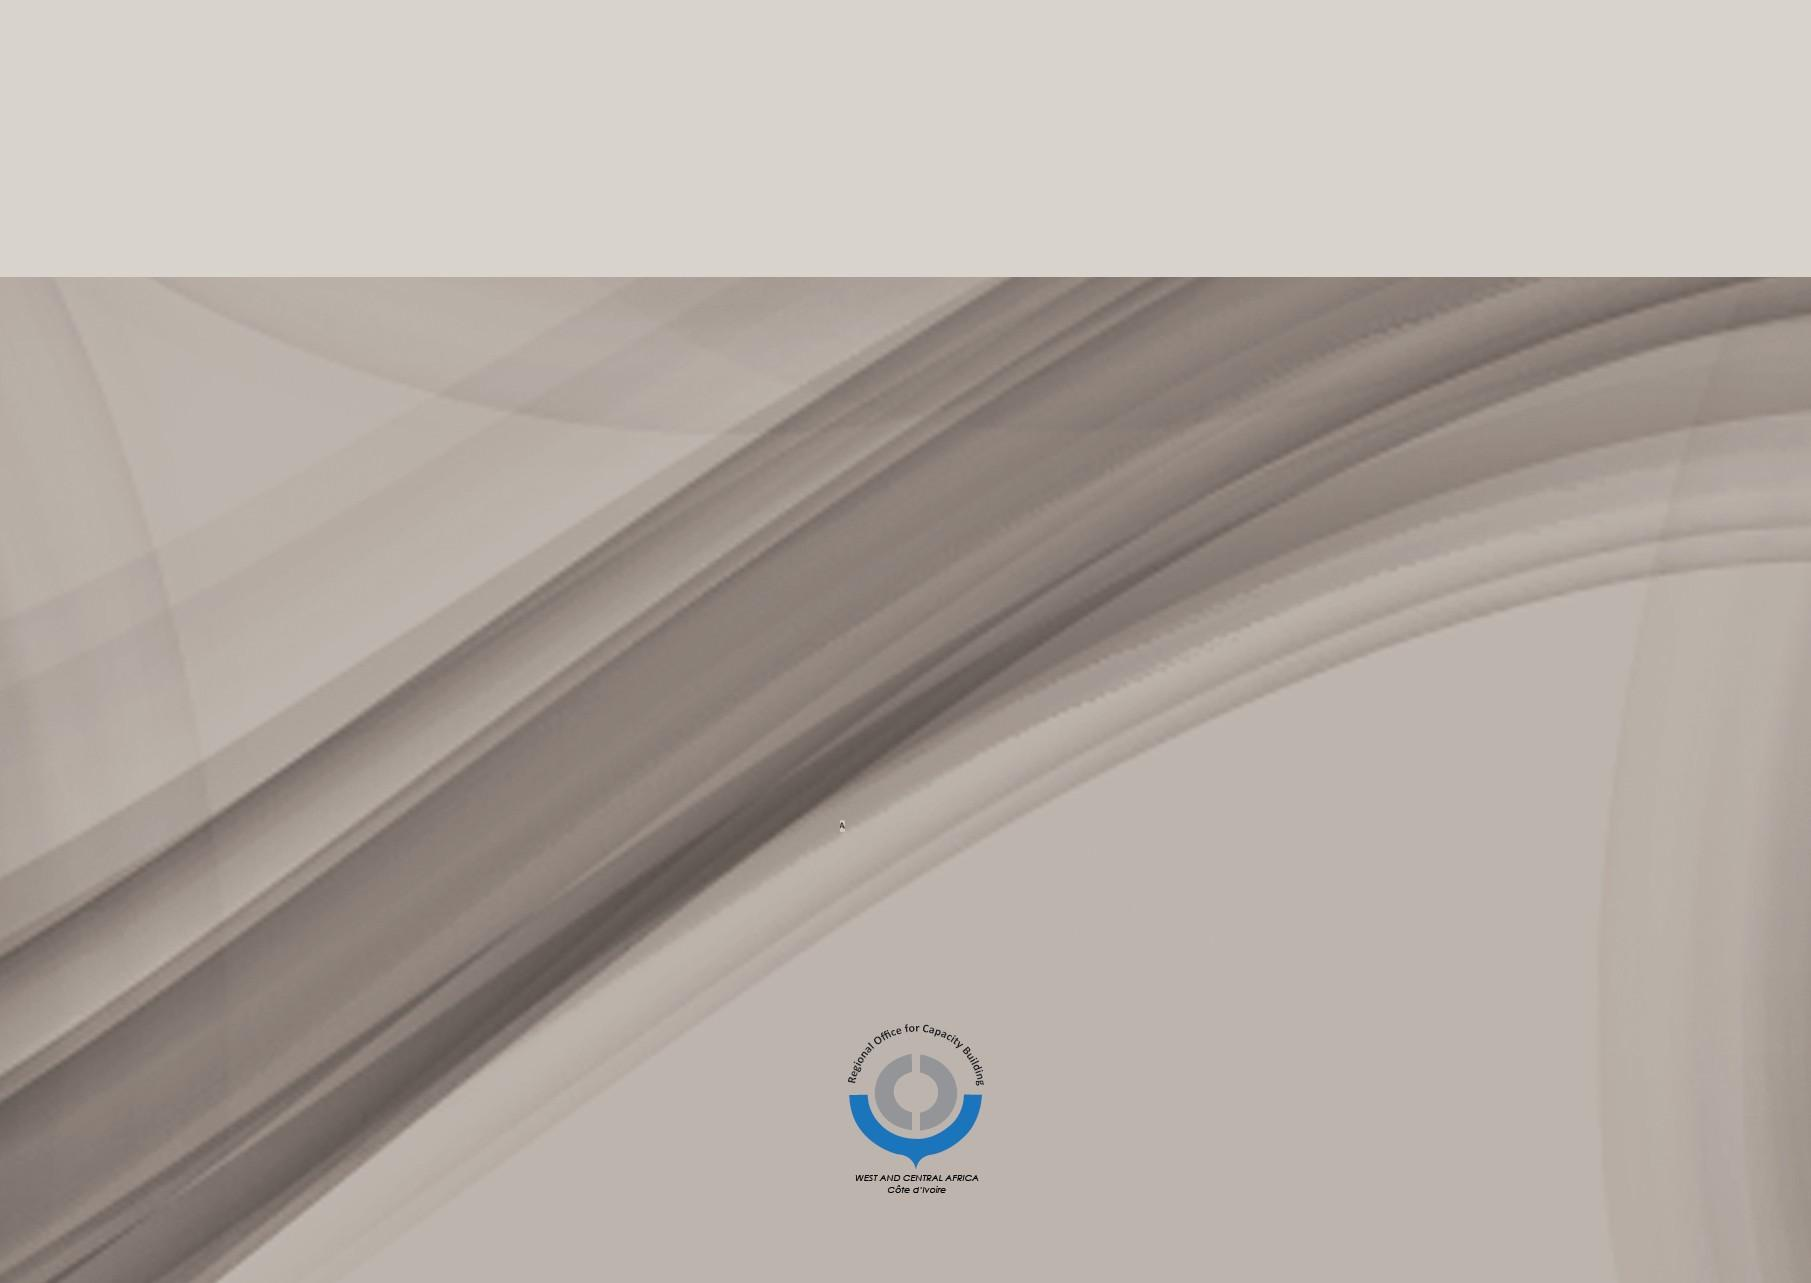 A
Regional Office for Capacity Building
WEST AND CENTRAL AFRICA
Côte d'Ivoire